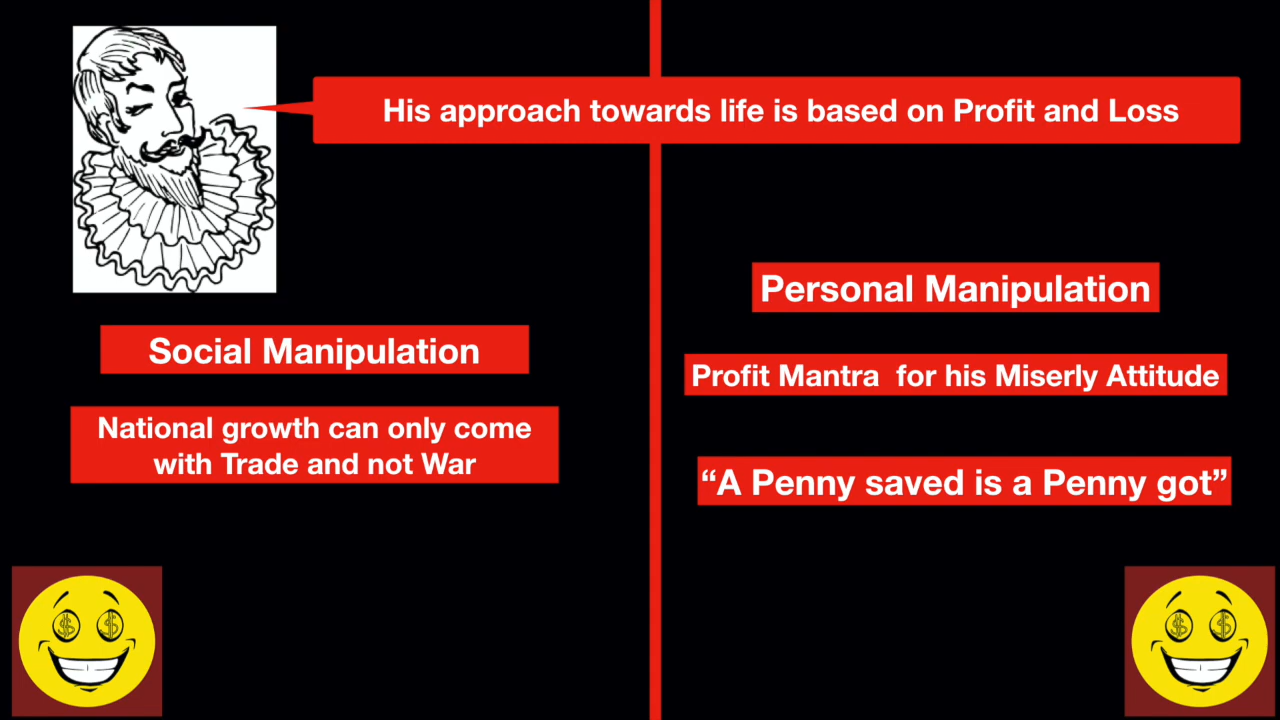 His approach towards life is based on Profit and Loss
Social Manipulation
National growth can only come
with Trade and not War
Personal Manipulation
Profit Mantra for his Miserly Attitude
“A Penny saved is a Penny got”